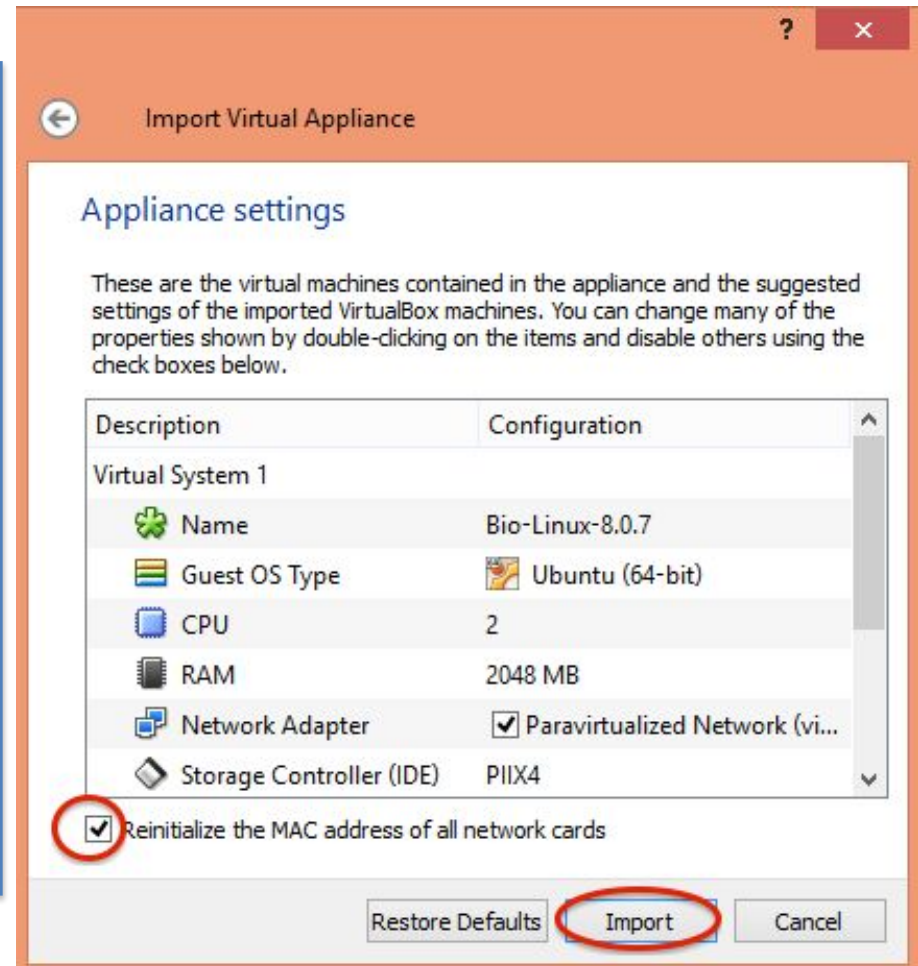 ?
Import Virtual Appliance
Appliance settings
These are the virtual machines contained in the appliance and the suggested
settings of the imported VirtualBox machines. You can change many of the
properties shown by double-clicking on the items and disable others using the
check boxes below.
Description Configuration
Virtual System 1
Name Bio-Linux-8.0.7
Guest OS Type Ubuntu (64-bit)
CPU 2
RAM 2048 MB
Network Adapter Paravirtualized Network (vi...
Storage Controller (IDE) PIIX4
Reinitialize the MAC address of all network cards
Restore Defaults Import Cancel